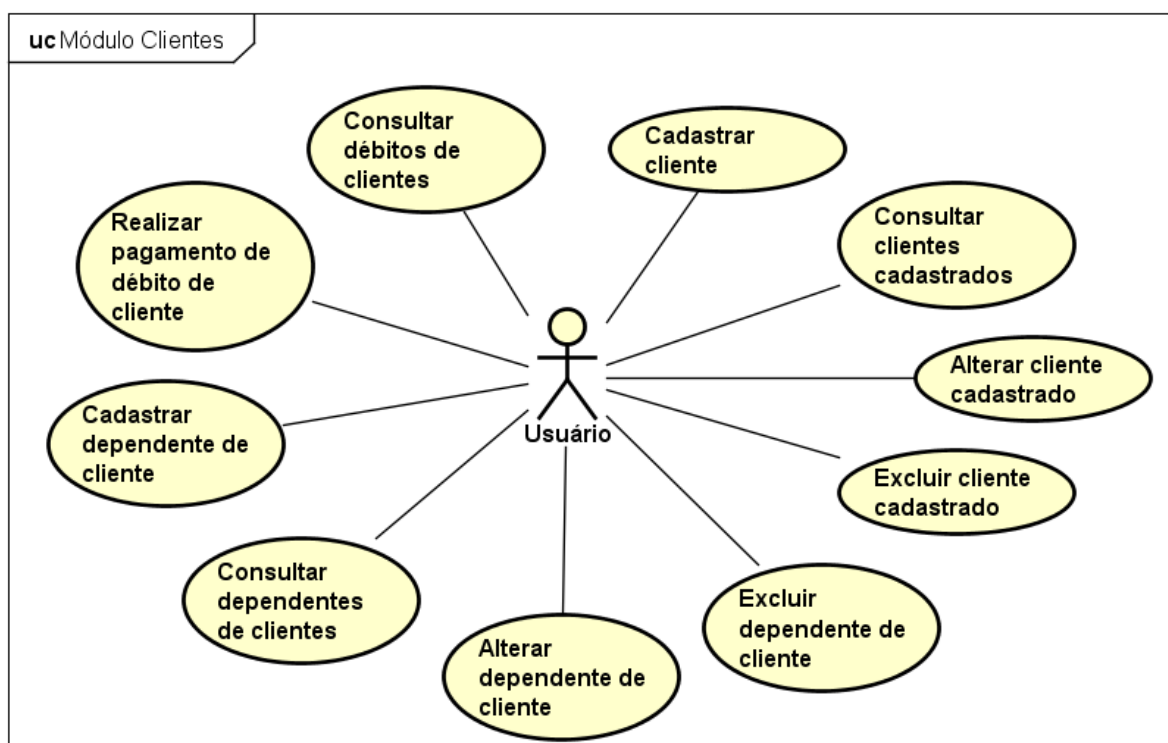 uc Módulo Clientes
Consultar
débitos de
clientes
Cadastrar
cliente
Realizar
pagamento de
débito de
cliente
Consultar
clientes
cadastrados
Alterar cliente
cadastrado
Cadastrar
dependente de
cliente
Usuário
Excluir cliente
cadastrado
Consultar
dependentes
de clientes
Excluir
dependente de
cliente
Alterar
dependente de
cliente